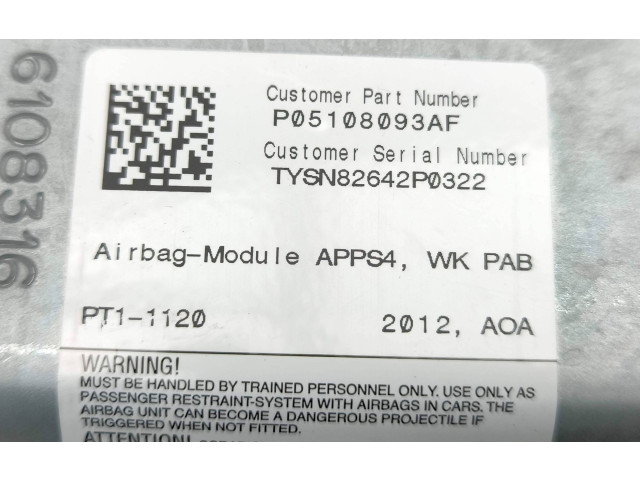 6108316
Customer Part Number
P05108093AF
Customer Serial Number
TYSN82642P0322
Airbag-Module APPS4, WK PAB
PT1-1120 2012, AOA
WARNING!
MUST BE HANDLED BY TRAINED PERSONNEL ONLY. USE ONLY AS
PASSENGER RESTRAINT-SYSTEM WITH AIRBAGS IN CARS. THE
AIRBAG UNIT CAN BECOME A DANGEROUS PROJECTILE IF
TRIGGERED WHEN NOT FITTED.
ATTENTION!